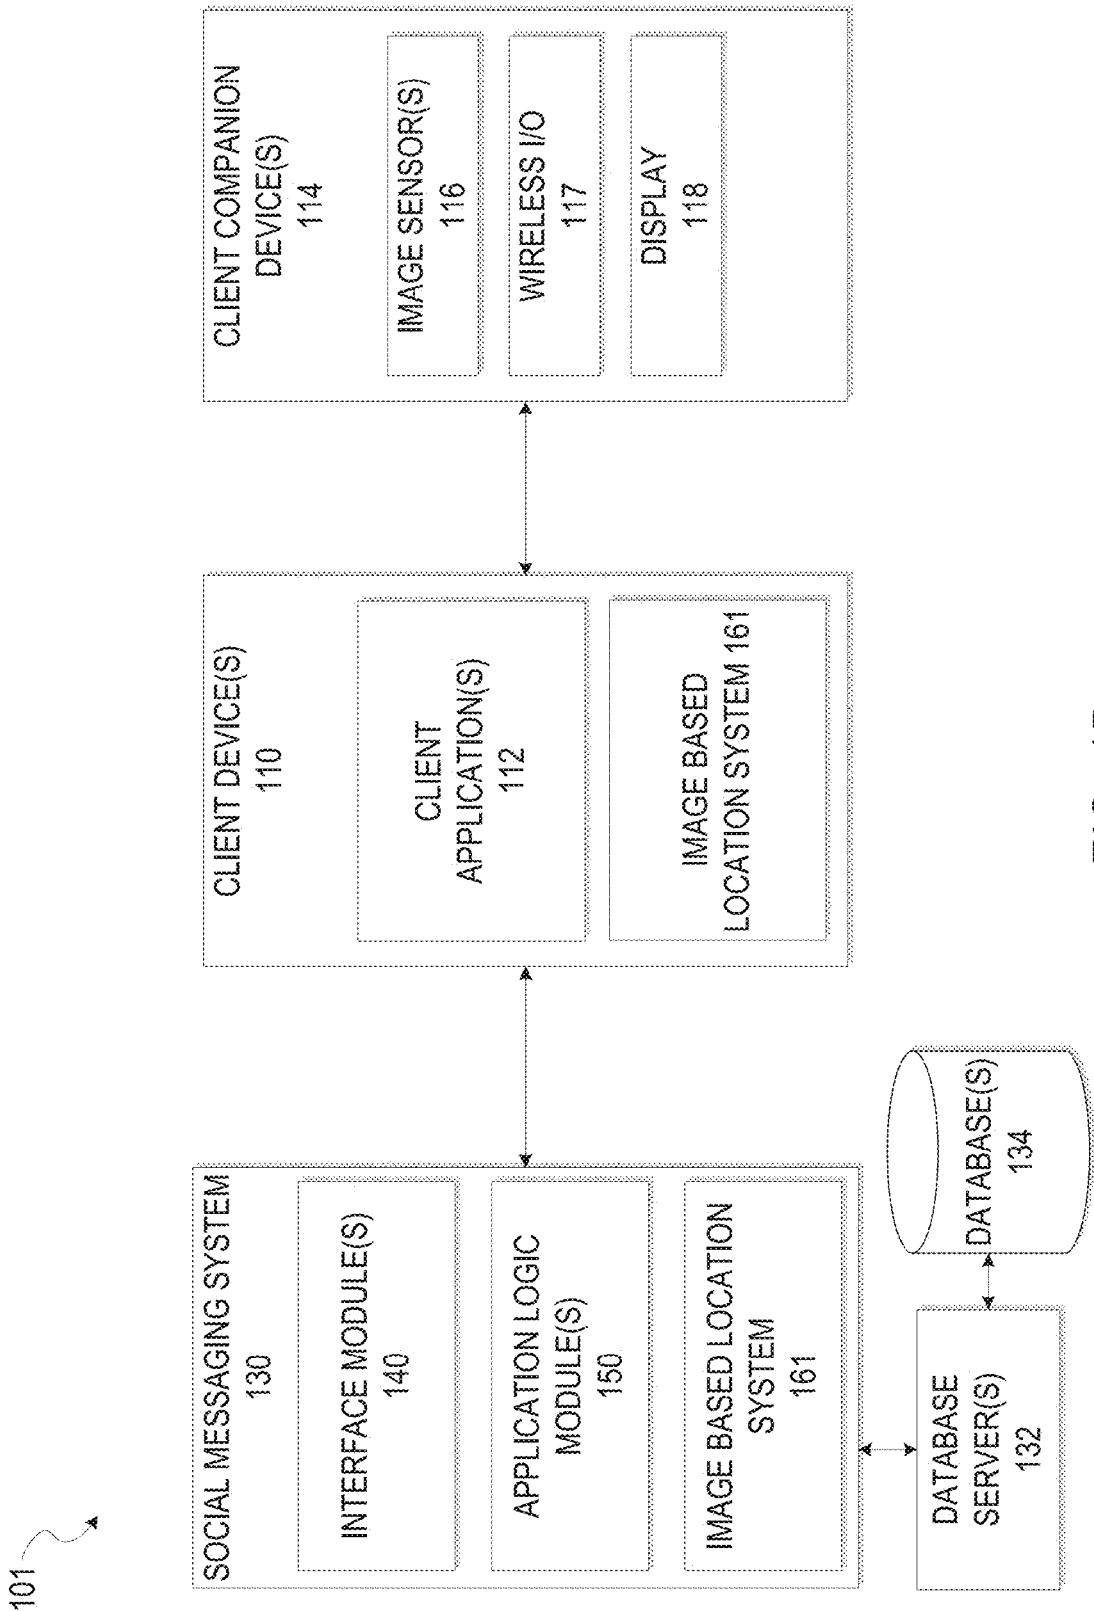 101
SOCIAL MESSAGING SYSTEM
130
INTERFACE MODULE(S)
140
APPLICATION LOGIC
MODULE(S)
150
IMAGE BASED LOCATION
SYSTEM
161
DATABASE
SERVER(S)
132
DATABASE(S)
134
CLIENT DEVICE(S)
110
CLIENT
APPLICATION(S)
112
IMAGE BASED
LOCATION SYSTEM 161
CLIENT COMPANION
DEVICE(S)
114
IMAGE SENSOR(S)
116
WIRELESS I/O
117
DISPLAY
118